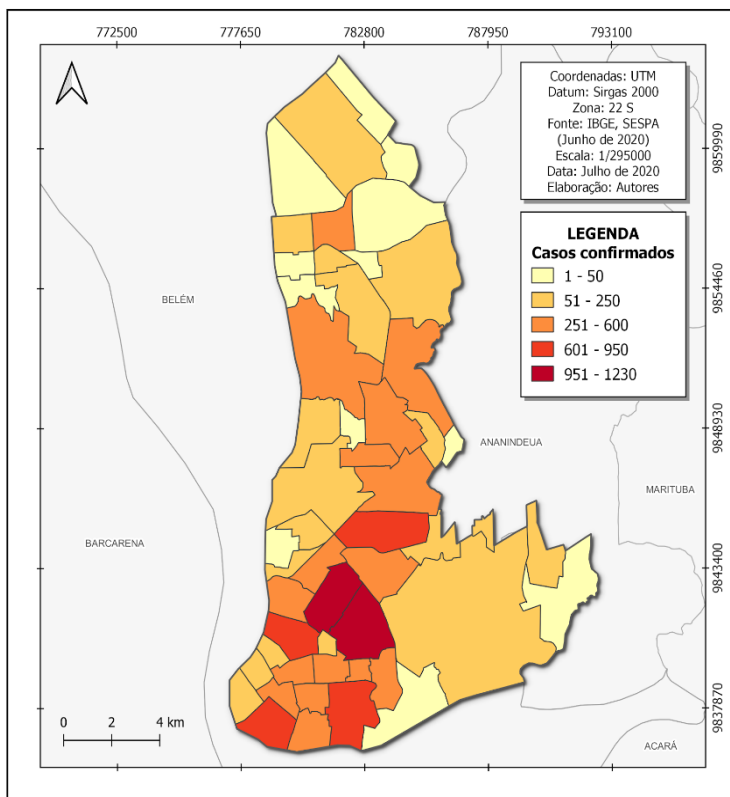 772500 777650 782800 787950 793100
Coordenadas: UTM
Datum: Sirgas 2000
Zona: 22 S
Fonte: IBGE, SESPA
(Junho de 2020)
Escala: 1/295000
Data: Julho de 2020
Elaboração: Autores
9859990
LEGENDA
Casos confirmados
1 - 50
51 - 250
251 - 600
601 - 950
951 - 1230
BELÉM
9854460
9848930
ANANINDEUA
MARITUBA
BARCARENA
9843400
9837870
0 2 4 km
ACARÁ